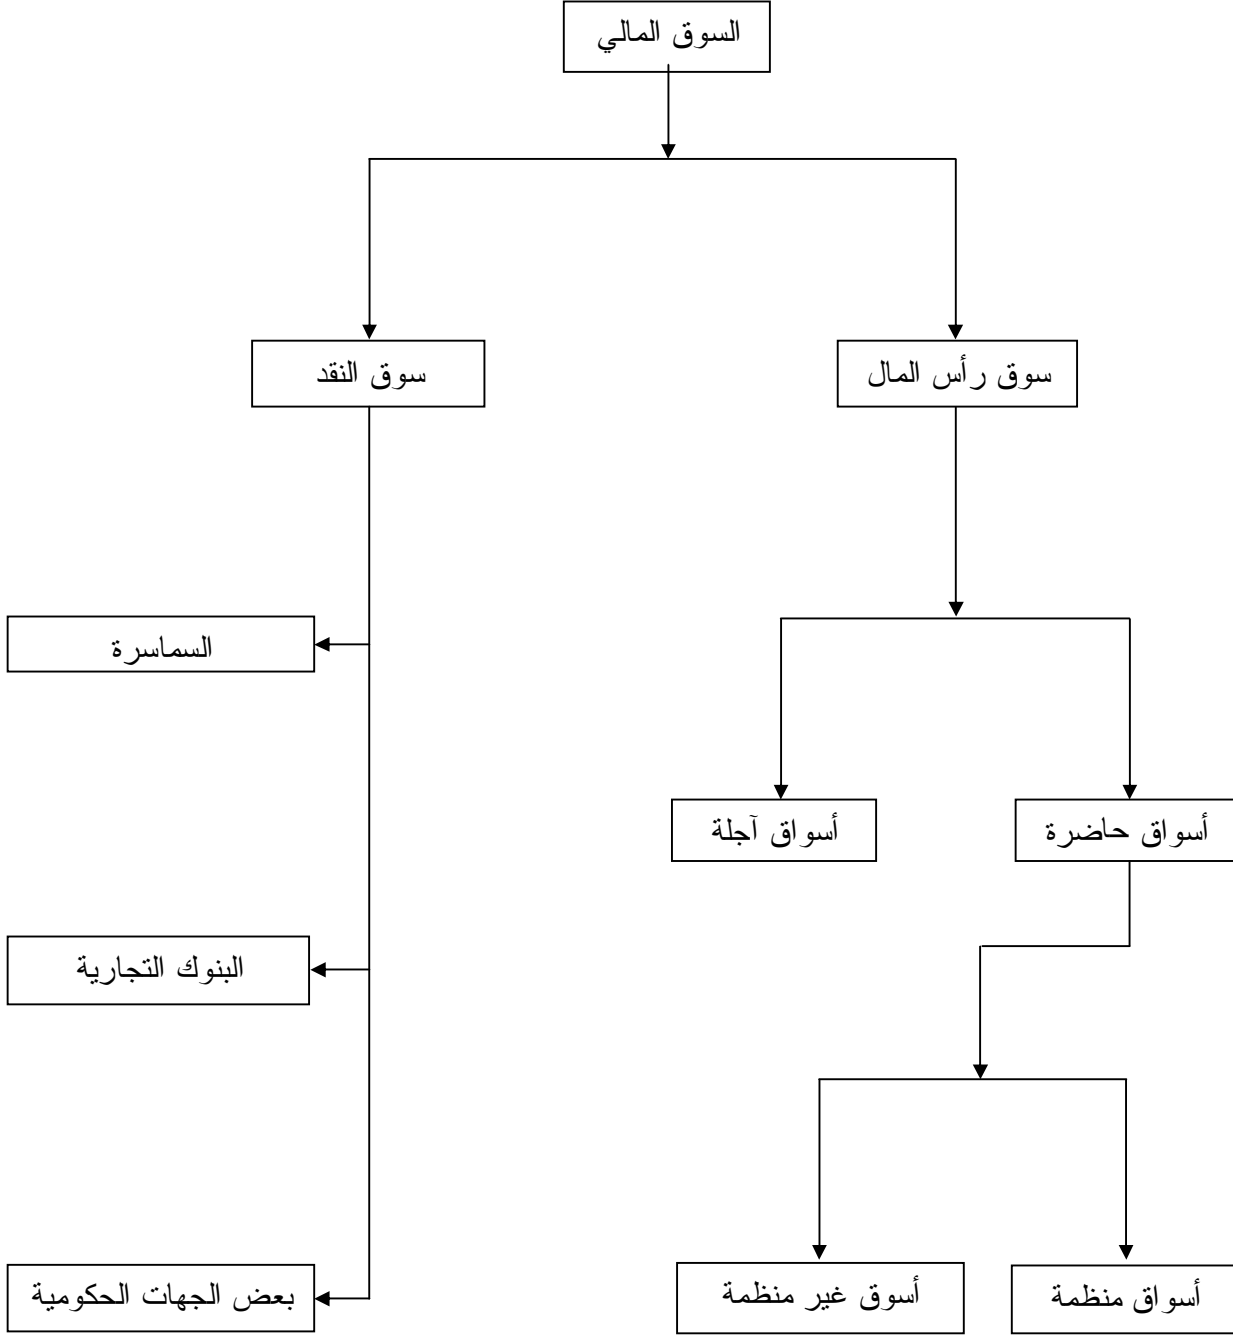 السوق المالي
سوق رأس المال
سوق النقد
السماسرة
أسواق حاضرة
أسواق آجلة
البنوك التجارية
أسواق منظمة
أسوق غير منظمة
بعض الجهات الحكومية